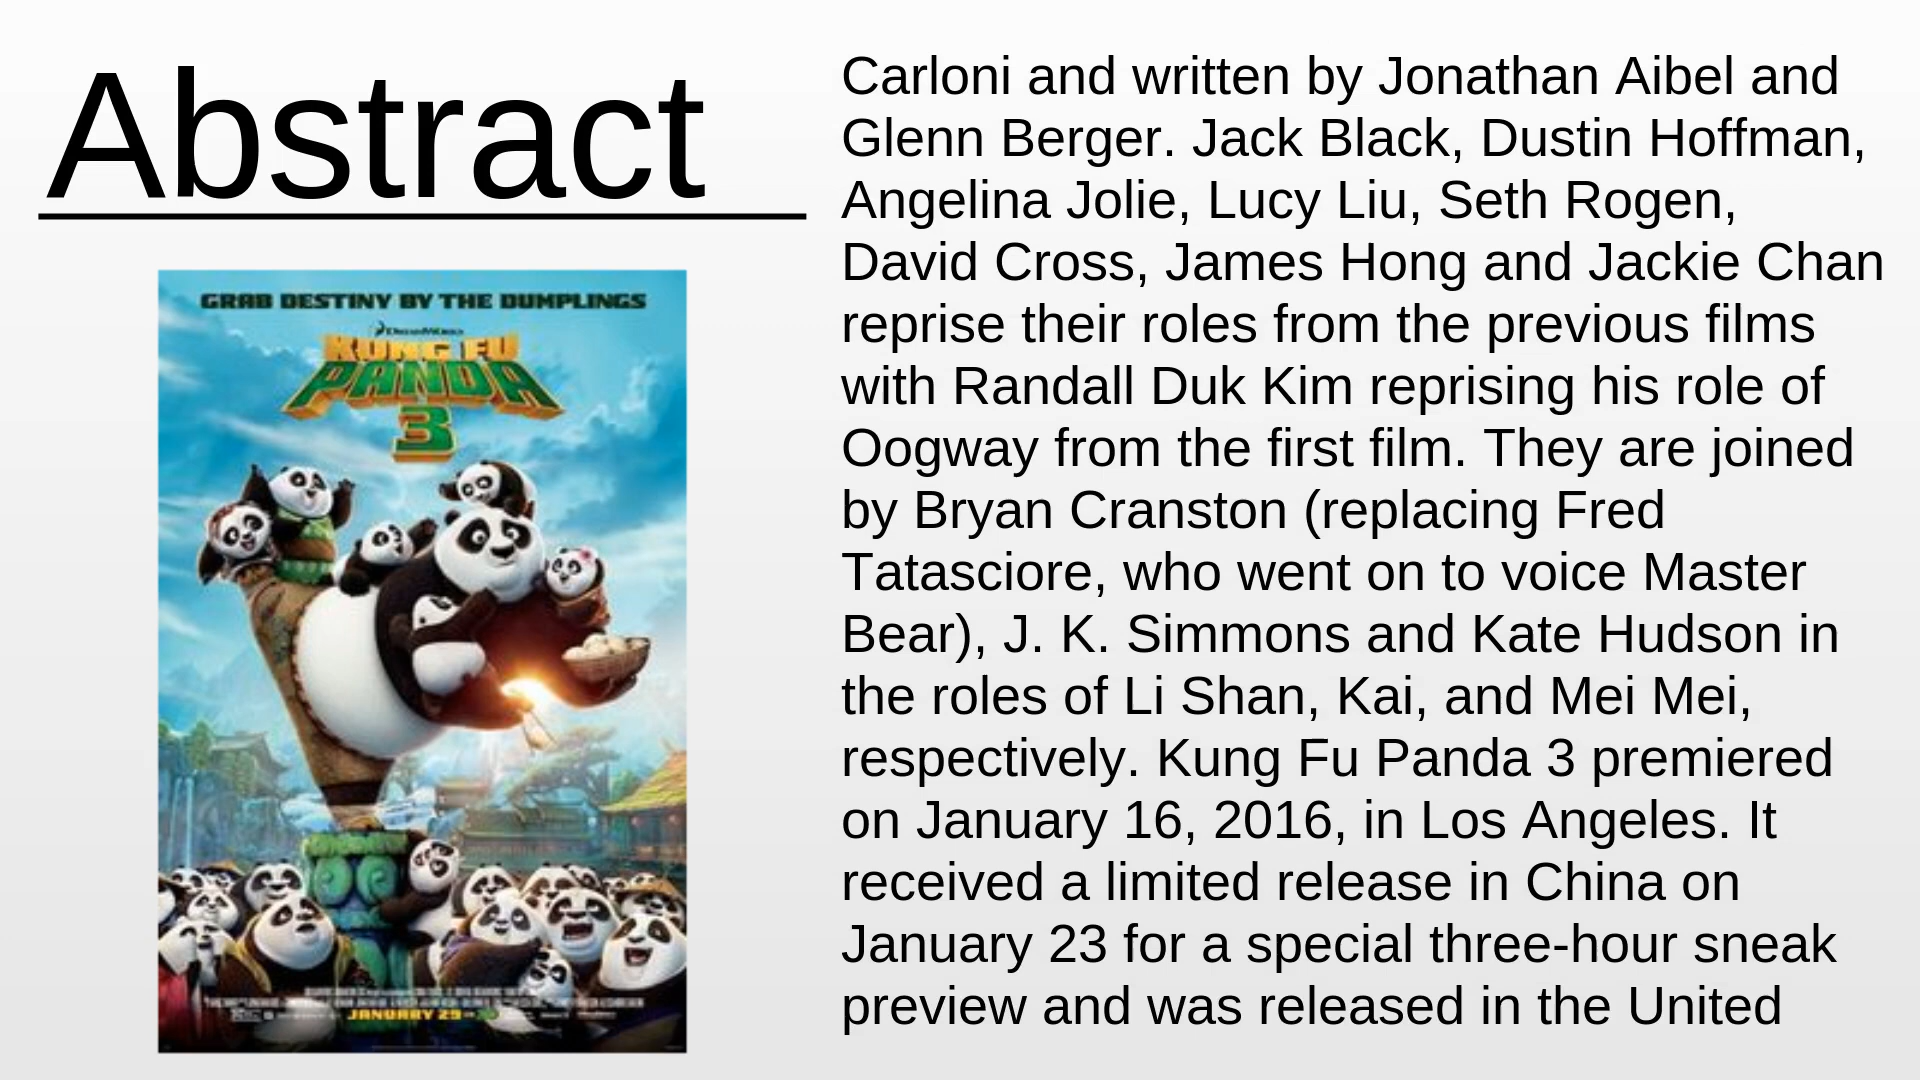 Abstract
GRAB DESTINY BY THE DUMPLINGS
DreamWorks
KUNG FU
PANDA
3
JANUARY 29
Carloni and written by Jonathan Aibel and
Glenn Berger. Jack Black, Dustin Hoffman,
Angelina Jolie, Lucy Liu, Seth Rogen,
David Cross, James Hong and Jackie Chan
reprise their roles from the previous films
with Randall Duk Kim reprising his role of
Oogway from the first film. They are joined
by Bryan Cranston (replacing Fred
Tatasciore, who went on to voice Master
Bear), J. K. Simmons and Kate Hudson in
the roles of Li Shan, Kai, and Mei Mei,
respectively. Kung Fu Panda 3 premiered
on January 16, 2016, in Los Angeles. It
received a limited release in China on
January 23 for a special three-hour sneak
preview and was released in the United